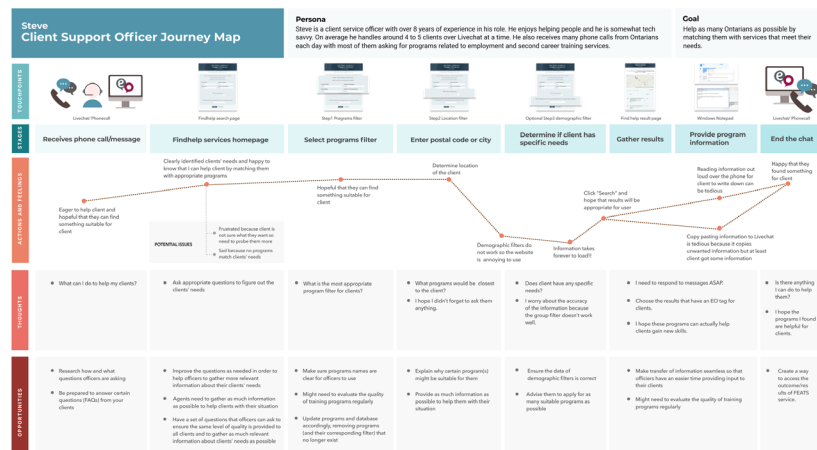 Steve
Client Support Officer Journey Map
Persona
Steve is a client service officer with over 8 years of experience in his role. He enjoys helping people and he is somewhat tech
savvy. On average he handles around 4 to 5 clients over Livechat at a time. He also receives many phone calls from Ontarians
each day with most of them asking for programs related to employment and second career training services.
Goal
Help as many Ontarians as possible by
matching them with services that meet their
needs.
TOUCHPOINTS
Livechat/ Phonecall
Findhelp search page
Step1 Programs filter
Step2 Location filter
Optional Step3 demographic filter
Find help result page
Windows Notepad
Livechat/ Phonecall
STAGES
Receives phone call/message
Findhelp services homepage
Select programs filter
Enter postal code or city
Determine if client has
specific needs
Gather results
Provide program
information
End the chat
ACTIONS AND FEELINGS
Eager to help client and
hopeful that they can find
something suitable for
client
Clearly identified clients' needs and happy to
know that I can help client by matching them
with appropriate programs
POTENTIAL ISSUES
Frustrated because client is
not sure what they want so
need to probe them more
Sad because no programs
match clients' needs
Hopeful that they can find
something suitable for
client
Determine location
of the client
Demographic filters do
not work so the website
is annoying to use
Information takes
forever to load!!
Click "Search" and
hope that results will be
appropriate for user
Reading information out
loud over the phone for
client to write down can
be tedious
Copy pasting information to Livechat
is tedious because it copies
unwanted information but at least
client got some information
Nappy that they
found something
for client
THOUGHTS
What can I do to help my clients?
Ask appropriate questions to figure out the
clients' needs
What is the most appropriate
program filter for clients?
What programs would be closest
to the client?
I hope I didn't forget to ask them
anything.
Does client have any specific
needs?
I worry about the accuracy
of the information because
the group filter doesn't work
well.
I need to respond to messages ASAP.
Choose the results that have an EO tag for
clients.
I hope these programs can actually help
clients gain new skills.
Is there anything
I can do to help
them?
I hope the
programs I found
are helpful for
clients.
OPPORTUNITIES
Research how and what
questions officers are asking
Be prepared to answer certain
questions (FAQs) from your
clients
Improve the questions as needed in order to
help officers to gather more relevant
information about their clients' needs
Agents need to gather as much information
as possible to help clients with their situation
Have a set of questions that officers can ask to
ensure the same level of quality is provided to
all clients and to gather as much relevant
information about clients' needs as possible
Make sure programs names are
clear for officers to use
Might need to evaluate the quality
of training programs regularly
Update programs and database
accordingly, removing programs
(and their corresponding filter) that
no longer exist
Explain why certain program(s)
might be suitable for them
Provide as much information as
possible to help them with their
situation
Ensure the data of
demographic filters is correct
Advise them to apply for as
many suitable programs as
possible
Make transfer of information seamless so that
officers have an easier time providing input to
their clients
Might need to evaluate the quality of training
programs regularly
Create a way
to access the
outcome/res
ults of FEATS
service.